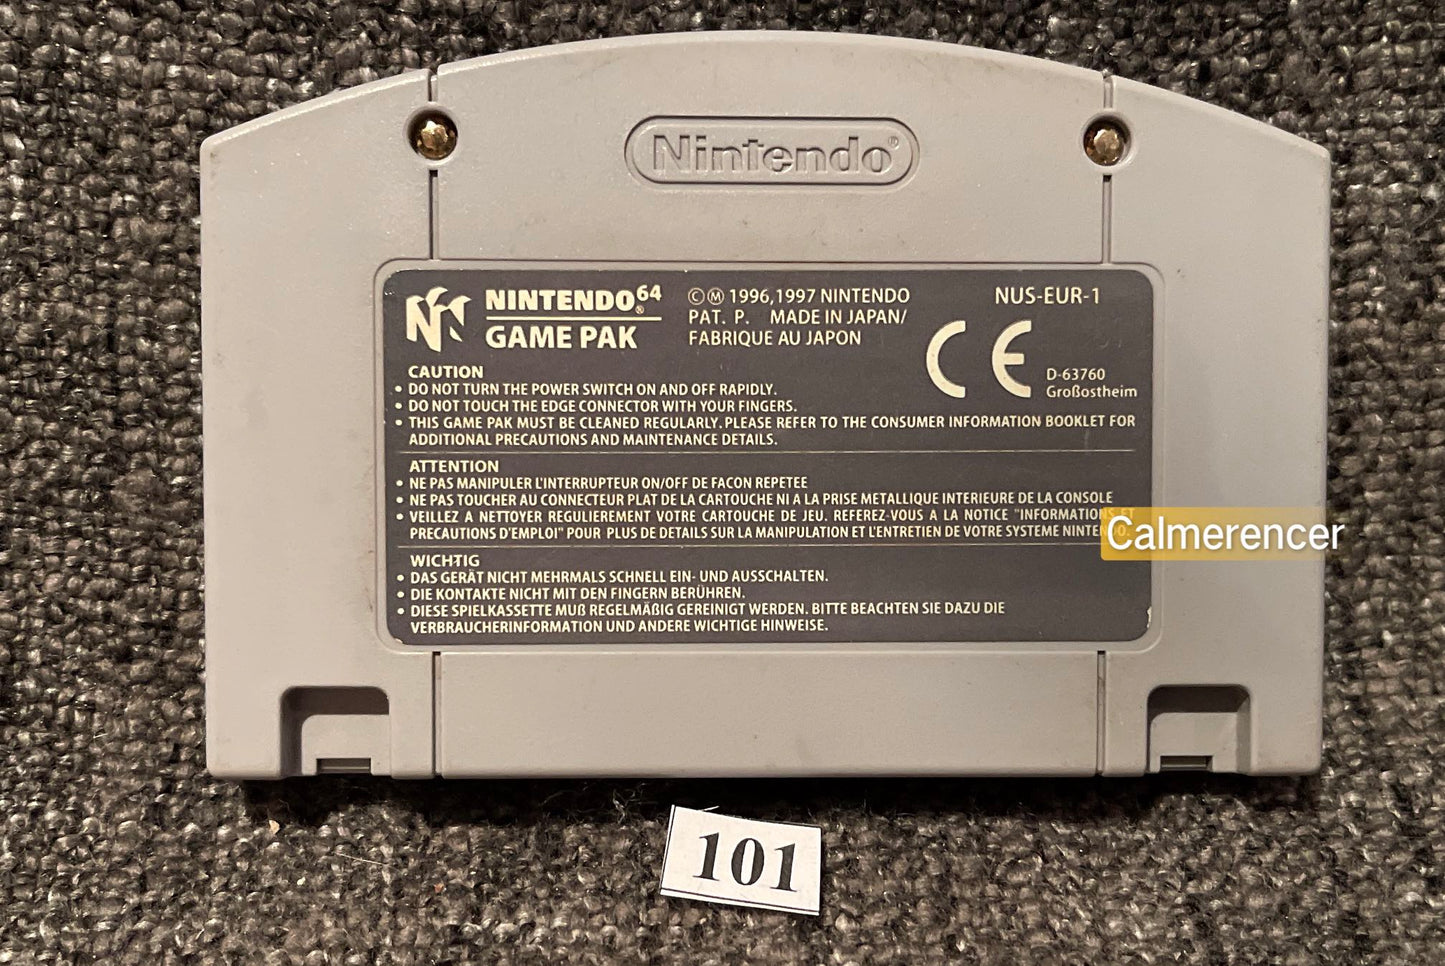 Nintendo®
NINTENDO64®
GAME PAK
©Ⓜ 1996,1997 NINTENDO
PAT. P. MADE IN JAPAN/
FABRIQUE AU JAPON
NUS-EUR-1
CE
D-63760
Großostheim
CAUTION
• DO NOT TURN THE POWER SWITCH ON AND OFF RAPIDLY.
• DO NOT TOUCH THE EDGE CONNECTOR WITH YOUR FINGERS.
• THIS GAME PAK MUST BE CLEANED REGULARLY. PLEASE REFER TO THE CONSUMER INFORMATION BOOKLET FOR
ADDITIONAL PRECAUTIONS AND MAINTENANCE DETAILS.
ATTENTION
• NE PAS MANIPULER L'INTERRUPTEUR ON/OFF DE FACON REPETEE
• NE PAS TOUCHER AU CONNECTEUR PLAT DE LA CARTOUCHE NI A LA PRISE METALLIQUE INTERIEURE DE LA CONSOLE
• VEILLEZ A NETTOYER REGULIEREMENT VOTRE CARTOUCHE DE JEU. REFEREZ-VOUS A LA NOTICE "INFORMATIONS ET
PRECAUTIONS D'EMPLOI" POUR PLUS DE DETAILS SUR LA MANIPULATION ET L'ENTRETIEN DE VOTRE SYSTEME NINTENDO.
Calmerencer
WICHTIG
• DAS GERÄT NICHT MEHRMALS SCHNELL EIN- UND AUSSCHALTEN.
• DIE KONTAKTE NICHT MIT DEN FINGERN BERÜHREN.
• DIESE SPIELKASSETTE MUß REGELMÄßIG GEREINIGT WERDEN. BITTE BEACHTEN SIE DAZU DIE
VERBRAUCHERINFORMATION UND ANDERE WICHTIGE HINWEISE.
101